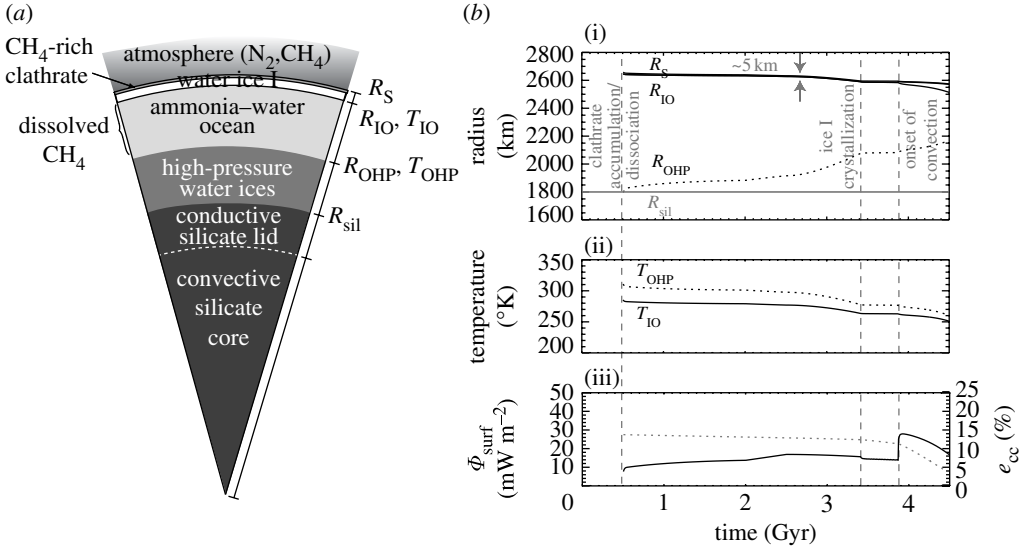 (a)
CH4-rich
clathrate
atmosphere (N2,CH4)
water ice I
ammonia–water
ocean
dissolved
CH4
high-pressure
water ices
conductive
silicate lid
convective
silicate
core
RS
RIO, TIO
ROHP, TOHP
Rsil
(b)
(i)
radius
(km)
2800
2600
2400
2200
2000
1800
1600
RS
RIO
~5 km
ROHP
Rsil
clathrate
accumulation/
dissociation
ice I
crystallization
onset of
convection
(ii)
temperature
(°K)
350
300
250
200
TOHP
TIO
(iii)
Φsurf
(mW m−2)
50
40
30
20
10
25
20
15
10
5
0
ecc (%)
0 1 2 3 4
time (Gyr)